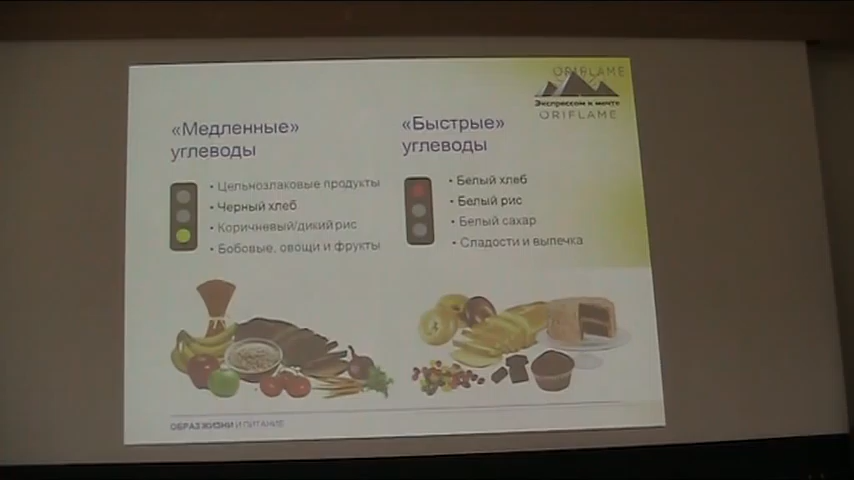 ORIFLAME
Экспрессом к мечте
ORIFLAME
«Медленные»
углеводы
• Цельнозлаковые продукты
• Черный хлеб
• Коричневый/дикий рис
• Бобовые, овощи и фрукты
«Быстрые»
углеводы
• Белый хлеб
• Белый рис
• Белый сахар
• Сладости и выпечка
ОБРАЗ ЖИЗНИ И ПИТАНИЕ